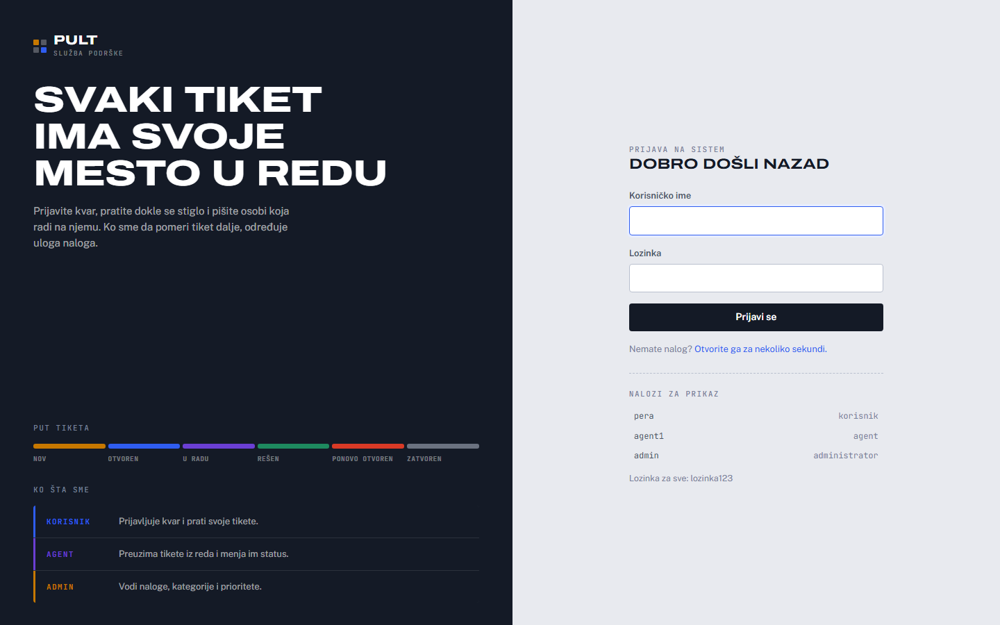 PULT
SLUŽBA PODRŠKE
SVAKI TIKET
IMA SVOJE
MESTO U REDU
Prijavite kvar, pratite dokle se stiglo i pišite osobi koja
radi na njemu. Ko sme da pomeri tiket dalje, određuje
uloga naloga.
PUT TIKETA
NOV OTVOREN U RADU REŠEN PONOVO OTVOREN ZATVOREN
KO ŠTA SME
KORISNIK Prijavljuje kvar i prati svoje tikete.
AGENT Preuzima tikete iz reda i menja im status.
ADMIN Vodi naloge, kategorije i prioritete.
PRIJAVA NA SISTEM
DOBRO DOŠLI NAZAD
Korisničko ime
Lozinka
Prijavi se
Nemate nalog? Otvorite ga za nekoliko sekundi.
NALOZI ZA PRIKAZ
pera korisnik
agent1 agent
admin administrator
Lozinka za sve: lozinka123